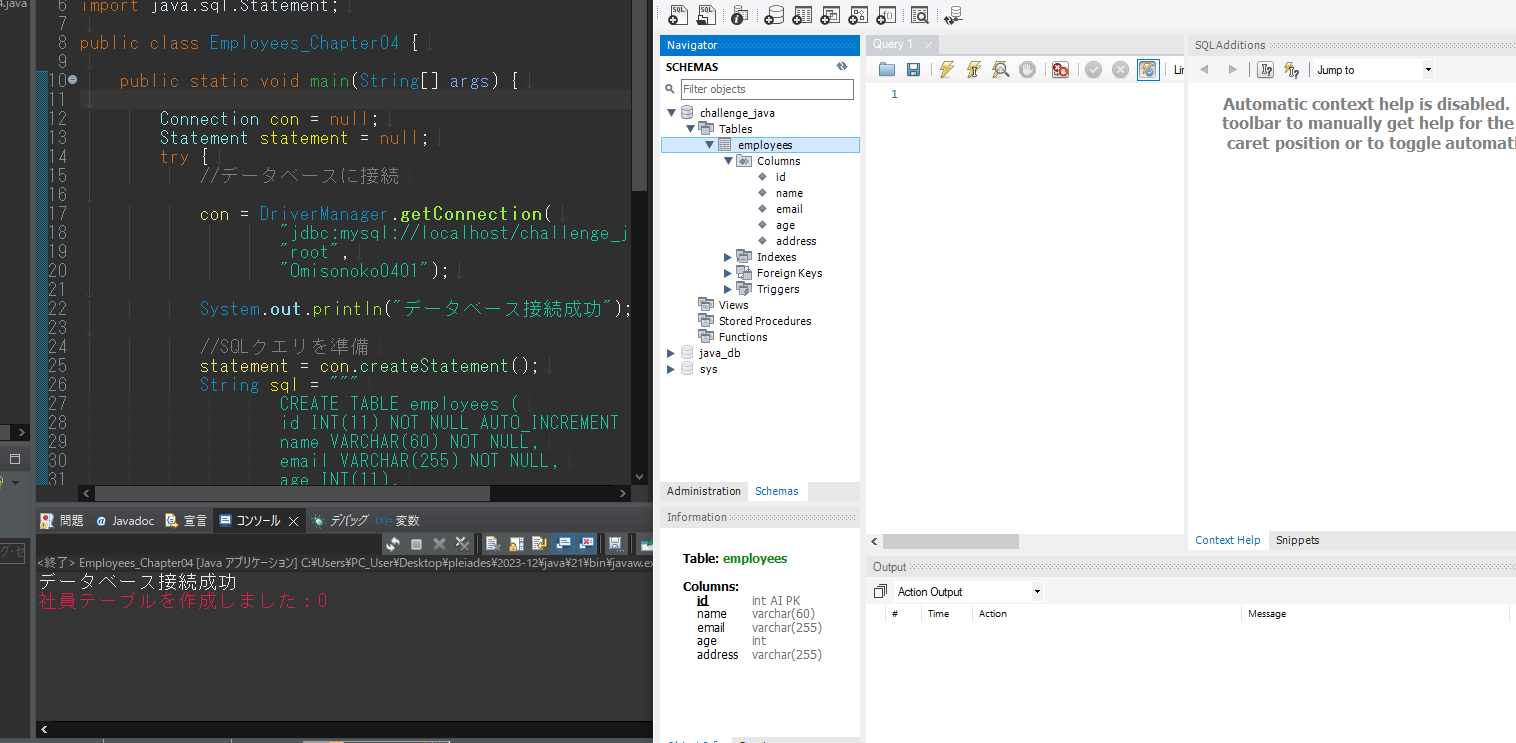 4.java
6 import java.sql.Statement;
7
8 public class Employees_Chapter04 {
9
10 public static void main(String[] args) {
11
12 Connection con = null;
13 Statement statement = null;
14 try {
15 //データベースに接続
16
17 con = DriverManager.getConnection(
18 "jdbc:mysql://localhost/challenge_j
19 "root",
20 "Omisonoko0401");
21
22 System.out.println("データベース接続成功");
23
24 //SQLクエリを準備
25 statement = con.createStatement();
26 String sql = """
27 CREATE TABLE employees (
28 id INT(11) NOT NULL AUTO_INCREMENT
29 name VARCHAR(60) NOT NULL,
30 email VARCHAR(255) NOT NULL,
31 age INT(11),
グ・セ
問題 @ Javadoc 宣言 コンソール デバッグ (x)= 変数
<終了> Employees_Chapter04 [Java アプリケーション] C:¥Users¥PC_User¥Desktop¥pleiades¥2023-12¥java¥21¥bin¥javaw.ex
データベース接続成功
社員テーブルを作成しました：0
Navigator
SCHEMAS
Filter objects
challenge_java
Tables
employees
Columns
id
name
email
age
address
Indexes
Foreign Keys
Triggers
Views
Stored Procedures
Functions
java_db
sys
Administration Schemas
Information
Table: employees
Columns:
id int AI PK
name varchar(60)
email varchar(255)
age int
address varchar(255)
Query 1
Lir
1
SQLAdditions
Jump to
Automatic context help is disabled.
toolbar to manually get help for the
caret position or to toggle automati
Context Help Snippets
Output
Action Output
# Time Action Message